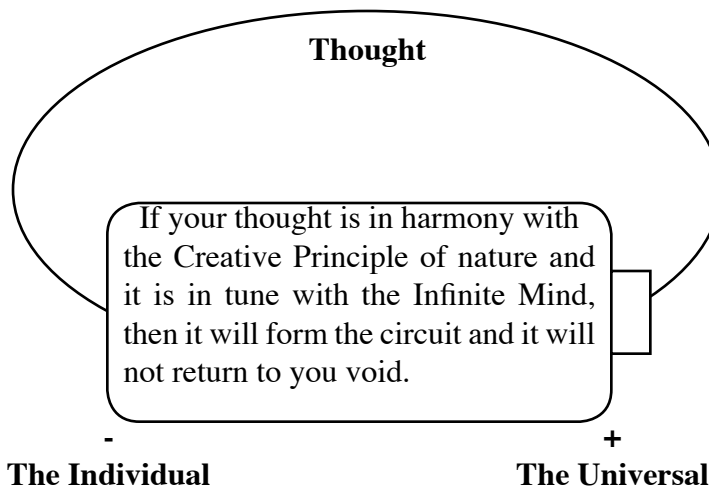 Thought
If your thought is in harmony with
the Creative Principle of nature and
it is in tune with the Infinite Mind,
then it will form the circuit and it will
not return to you void.
- +
The Individual The Universal